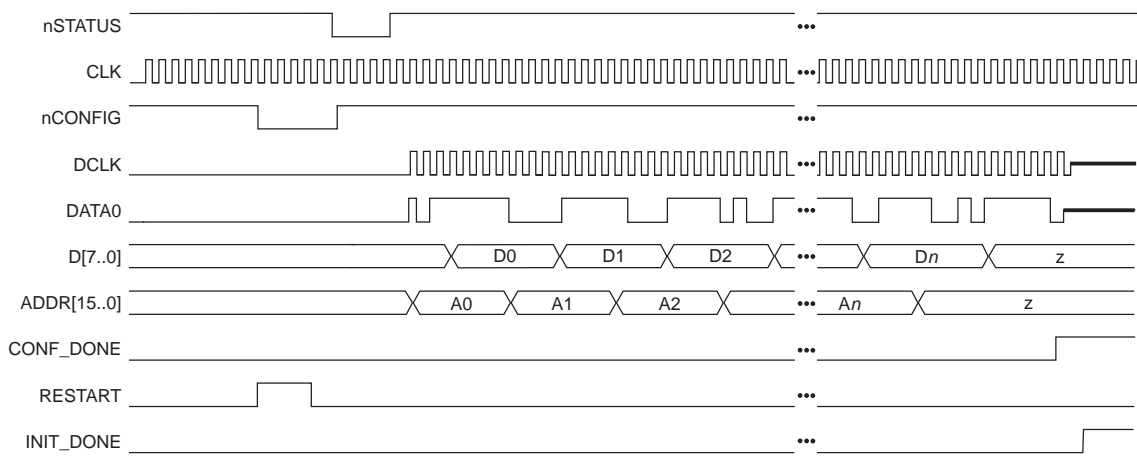 nSTATUS
•••
CLK
•••
nCONFIG
•••
DCLK
•••
DATA0
•••
D[7..0] D0 D1 D2 ••• Dn z
ADDR[15..0] A0 A1 A2 ••• An z
CONF_DONE
•••
RESTART
•••
INIT_DONE
•••